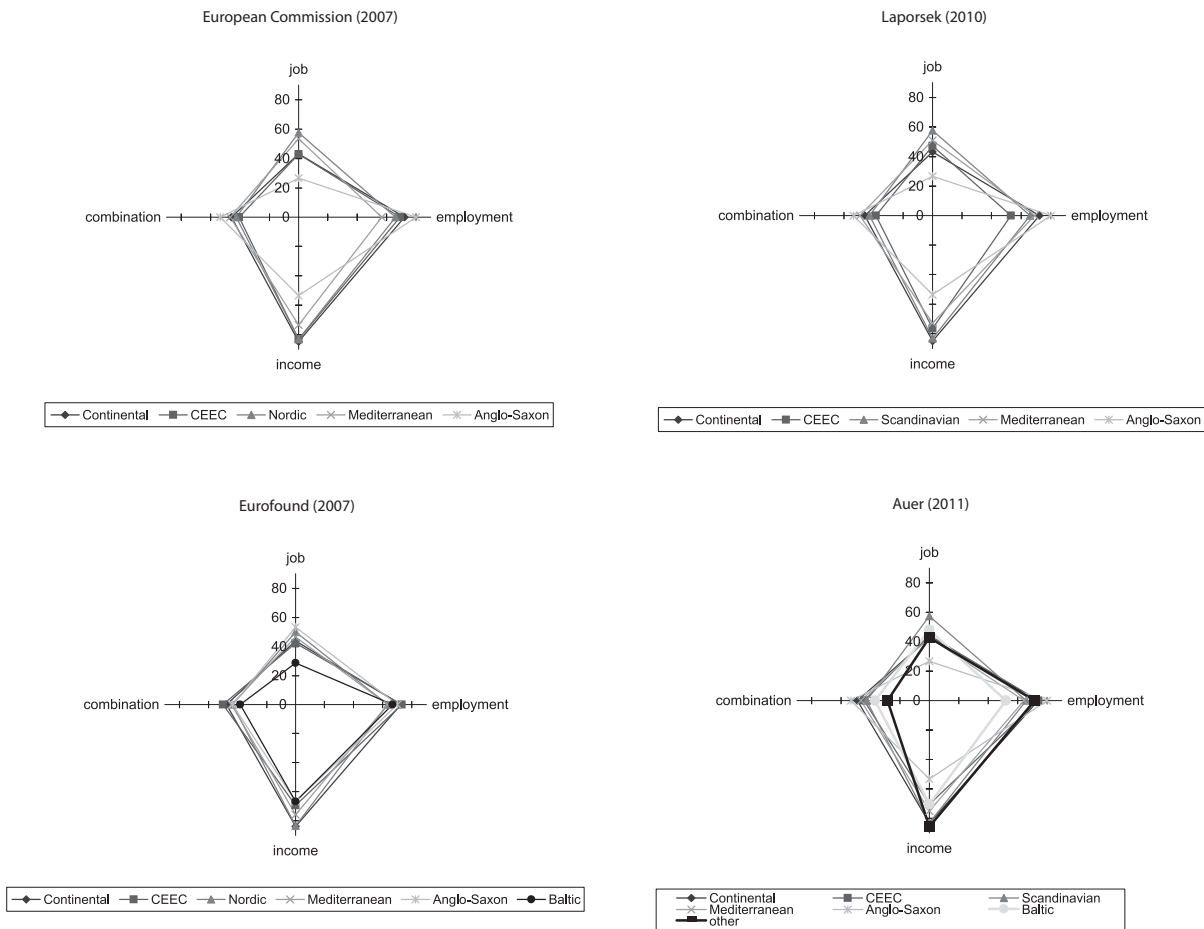 European Commission (2007)
job
80
60
40
20
0
combination
employment
income
Continental CEEC Nordic Mediterranean Anglo-Saxon
Laporsek (2010)
job
80
60
40
20
0
combination
employment
income
Continental CEEC Scandinavian Mediterranean Anglo-Saxon
Eurofound (2007)
job
80
60
40
20
0
combination
employment
income
Continental CEEC Nordic Mediterranean Anglo-Saxon Baltic
Auer (2011)
job
80
60
40
20
0
combination
employment
income
Continental CEEC Scandinavian
Mediterranean Anglo-Saxon Baltic
other